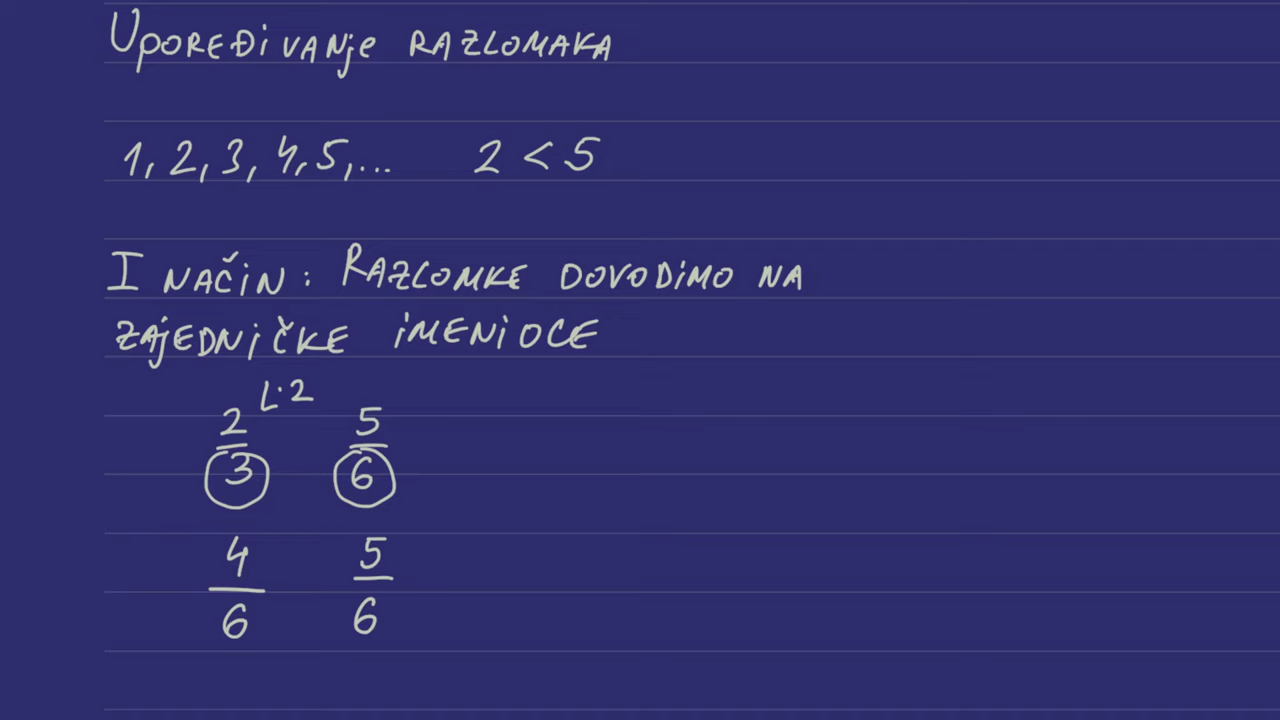 Upoređivanje razlomaka
1, 2, 3, 4, 5, ... 2 < 5
I način: Razlomke dovodimo na
zajedničke imenioce
2/3 L·2 5/6
4/6 5/6